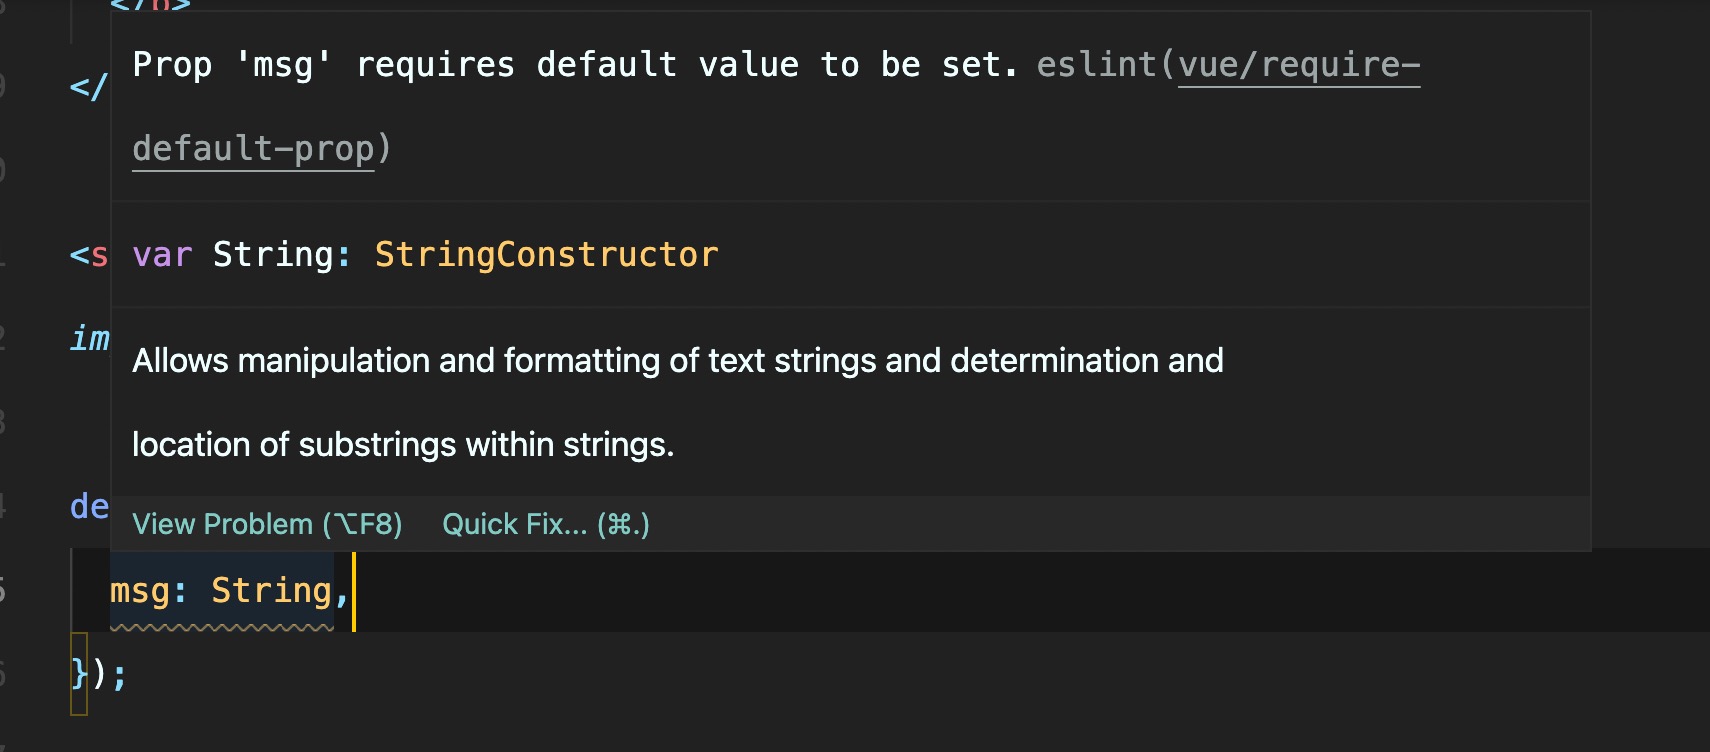 </p>
Prop 'msg' requires default value to be set. eslint(vue/require-
default-prop)
</
<s
var String: StringConstructor
im
Allows manipulation and formatting of text strings and determination and
location of substrings within strings.
de
View Problem (⌥F8) Quick Fix... (⌘.)
msg: String,
});